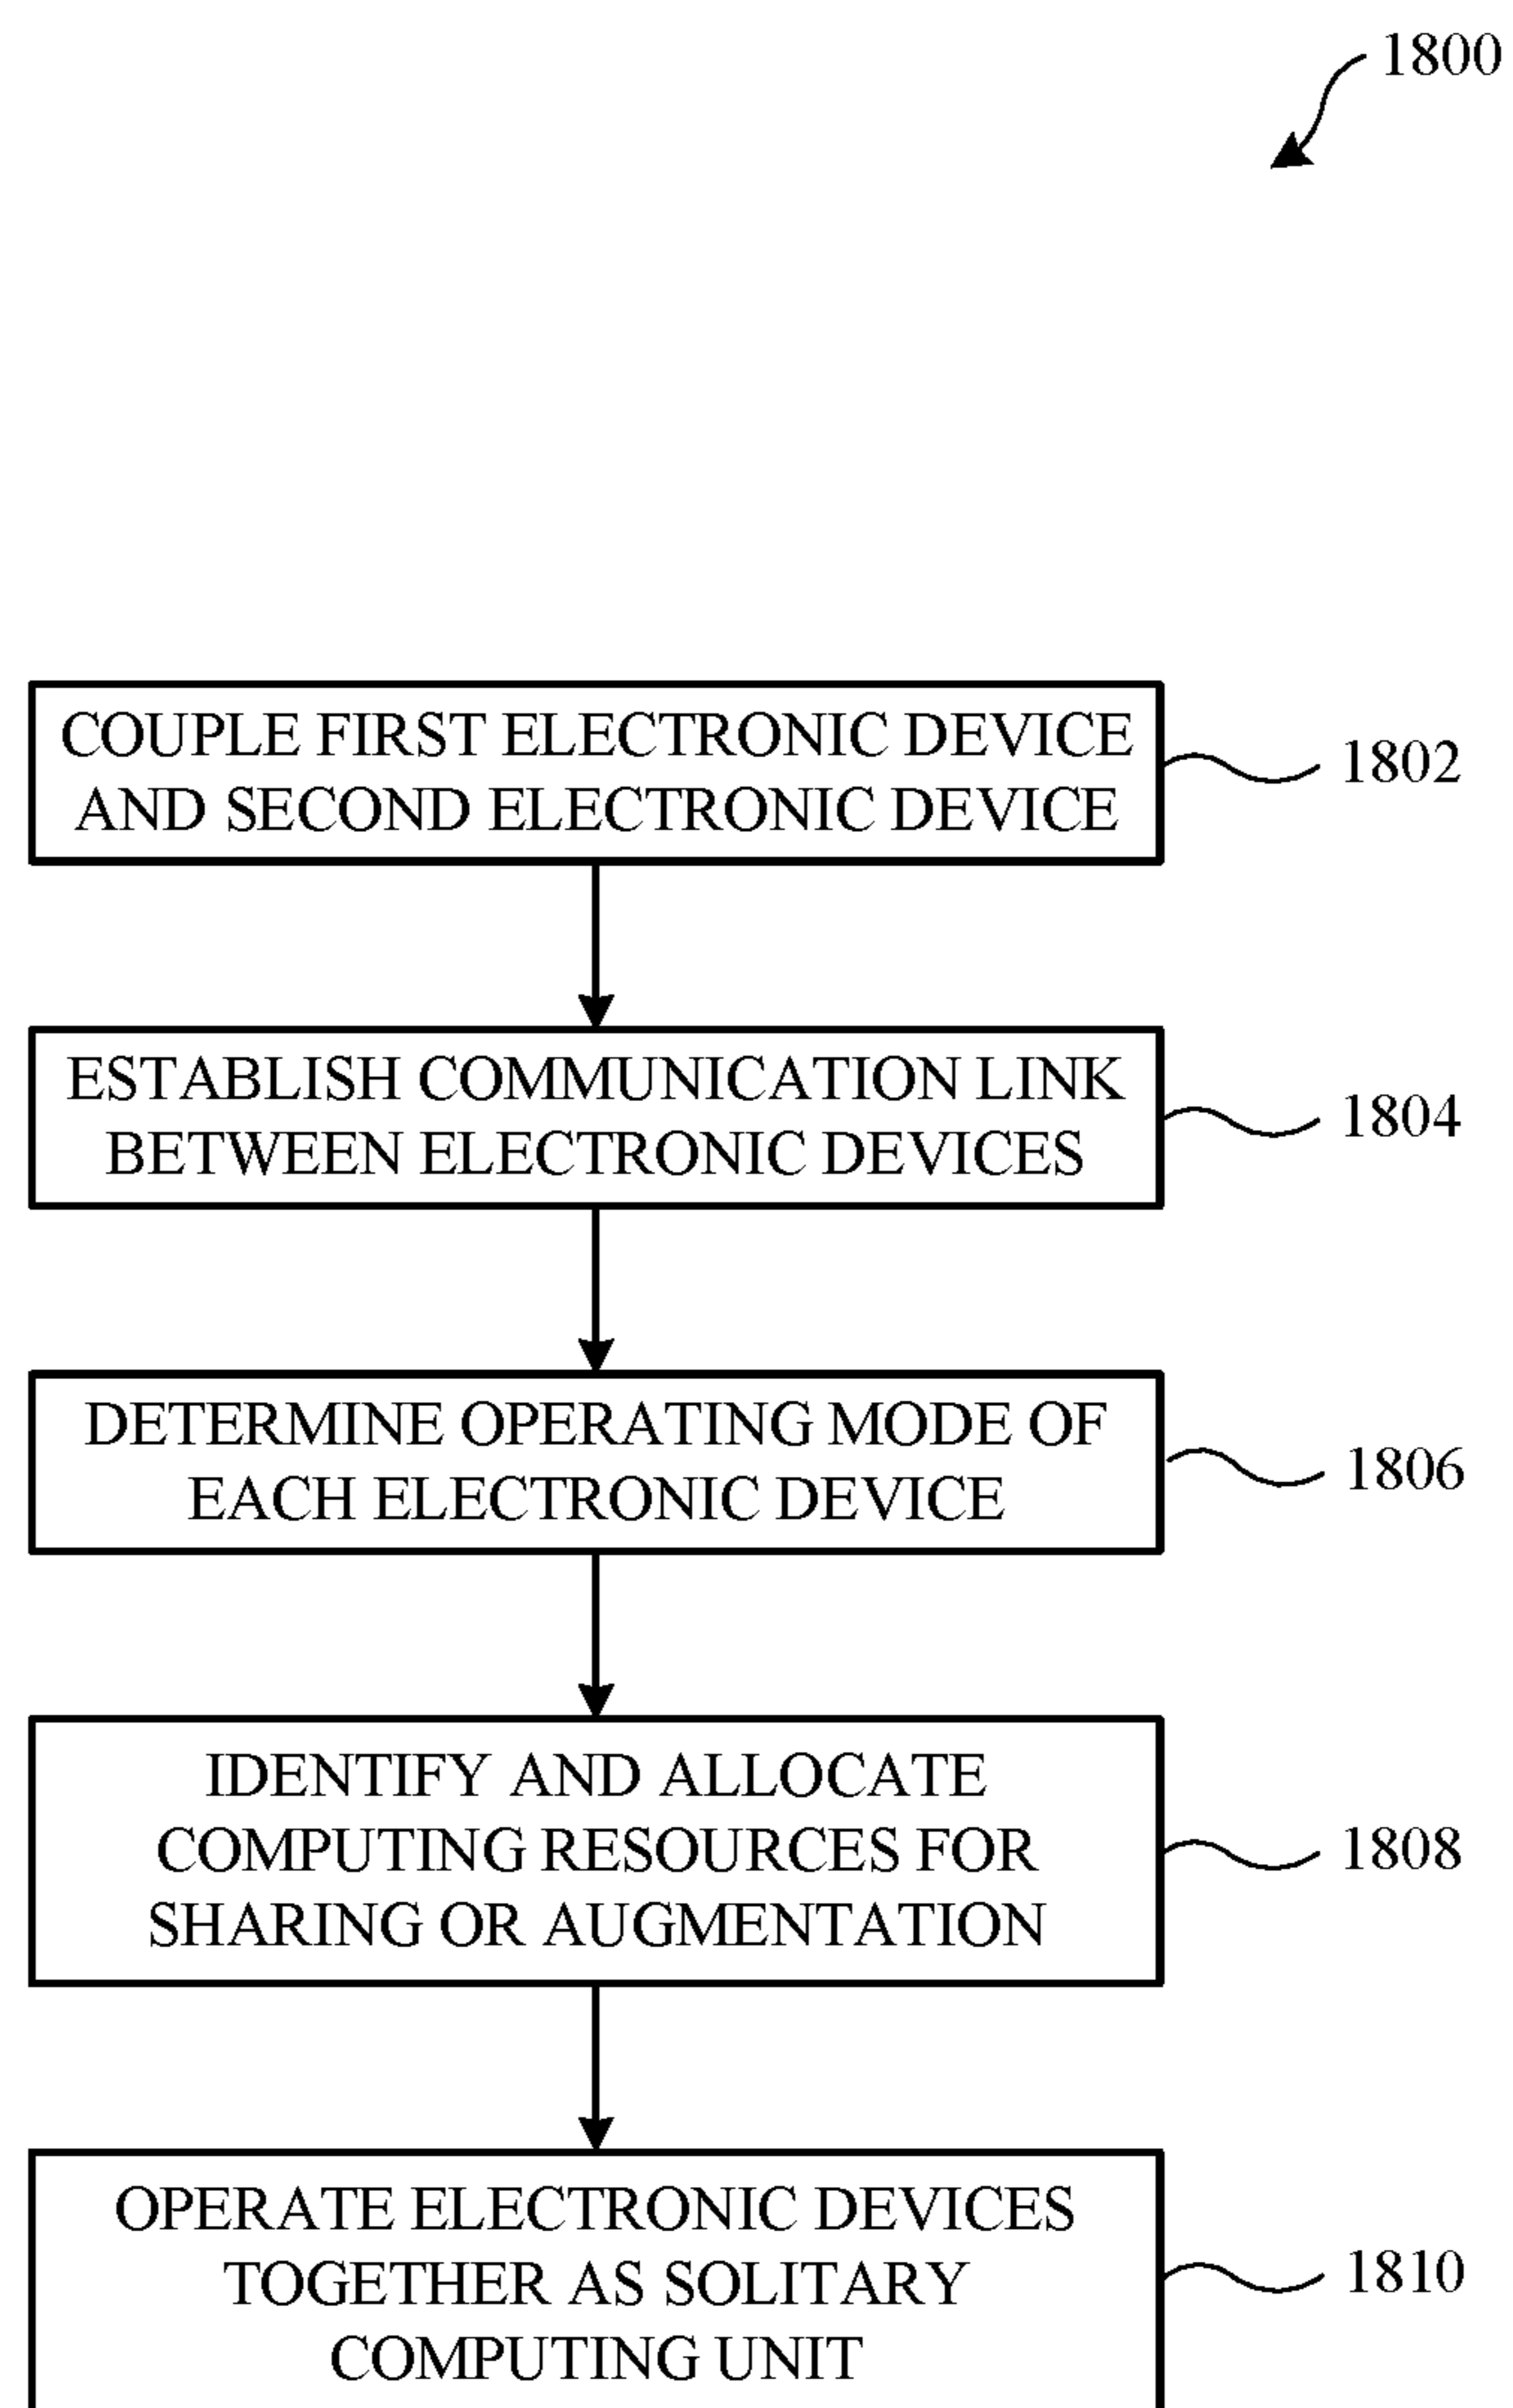 1800
COUPLE FIRST ELECTRONIC DEVICE
AND SECOND ELECTRONIC DEVICE
1802
ESTABLISH COMMUNICATION LINK
BETWEEN ELECTRONIC DEVICES
1804
DETERMINE OPERATING MODE OF
EACH ELECTRONIC DEVICE
1806
IDENTIFY AND ALLOCATE
COMPUTING RESOURCES FOR
SHARING OR AUGMENTATION
1808
OPERATE ELECTRONIC DEVICES
TOGETHER AS SOLITARY
COMPUTING UNIT
1810